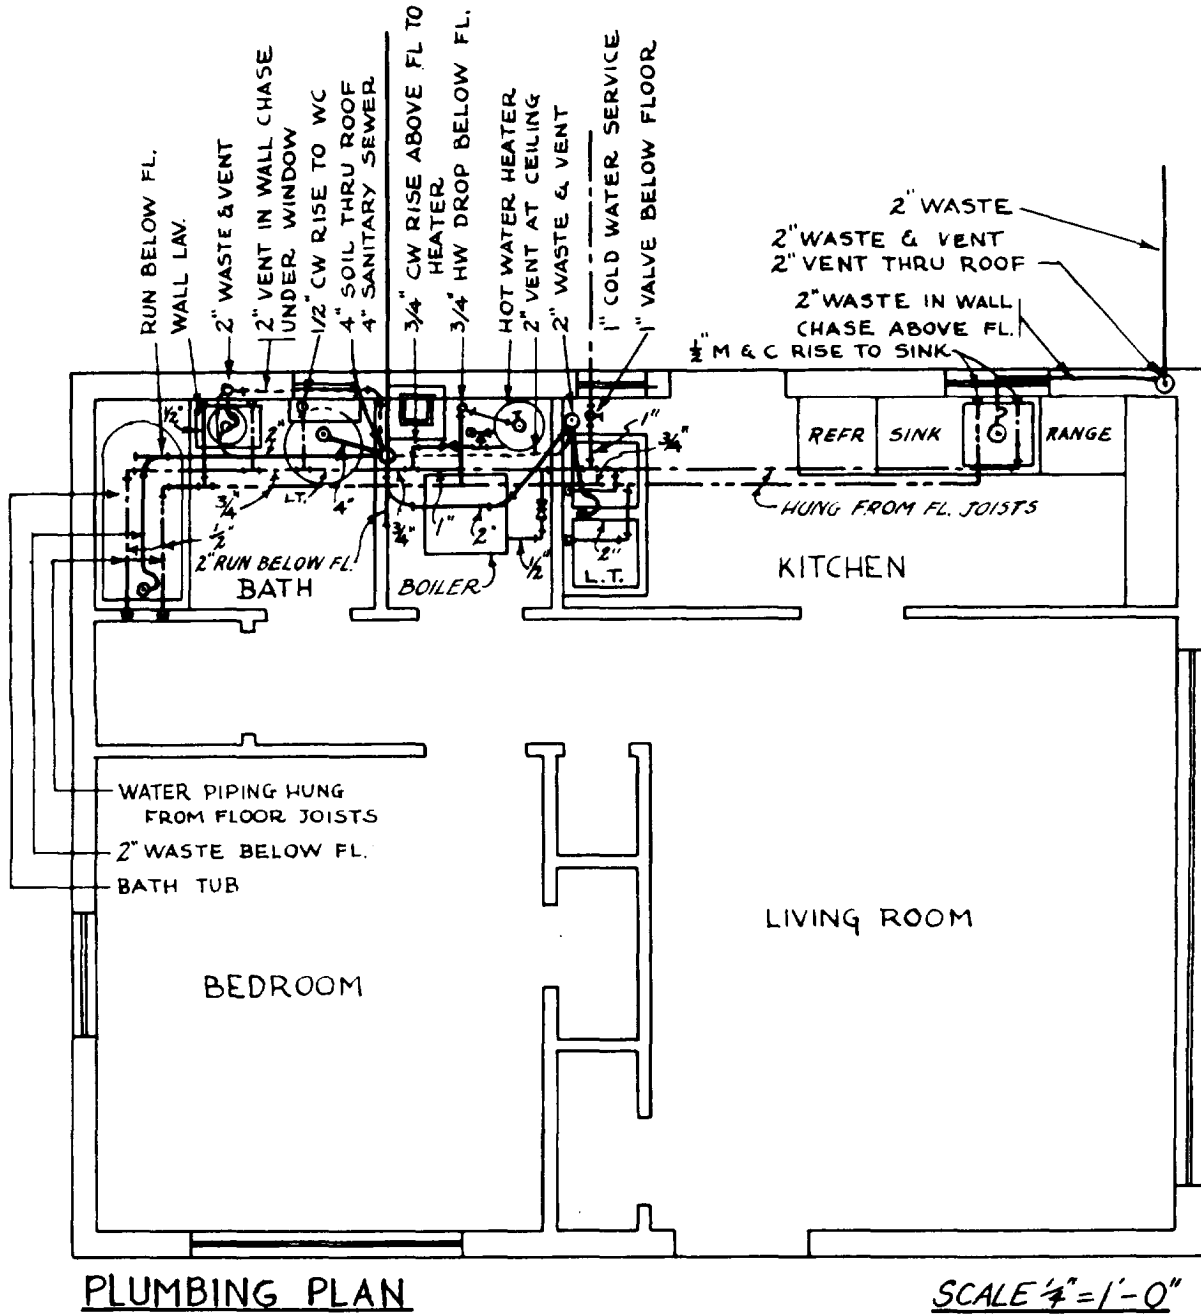 RUN BELOW FL.
WALL LAV.
2" WASTE & VENT
2" VENT IN WALL CHASE
UNDER WINDOW
1/2" CW RISE TO WC
4" SOIL THRU ROOF
4" SANITARY SEWER
3/4" CW RISE ABOVE FL TO
HEATER
3/4" HW DROP BELOW FL.
HOT WATER HEATER
2" VENT AT CEILING
2" WASTE & VENT
1" COLD WATER SERVICE
1" VALVE BELOW FLOOR
2" WASTE
2" WASTE & VENT
2" VENT THRU ROOF
2" WASTE IN WALL
CHASE ABOVE FL.
1/2" M & C RISE TO SINK
1/2"
2"
1/2"
1"
3/4"
REFR
SINK
RANGE
3/4"
L.T.
4"
3/4"
1"
2"
HUNG FROM FL. JOISTS
1/2"
2" RUN BELOW FL.
1/2"
2"
BATH
BOILER
L.T.
KITCHEN
WATER PIPING HUNG
FROM FLOOR JOISTS
2" WASTE BELOW FL.
BATH TUB
LIVING ROOM
BEDROOM
PLUMBING PLAN
SCALE 1/4" = 1'-0"